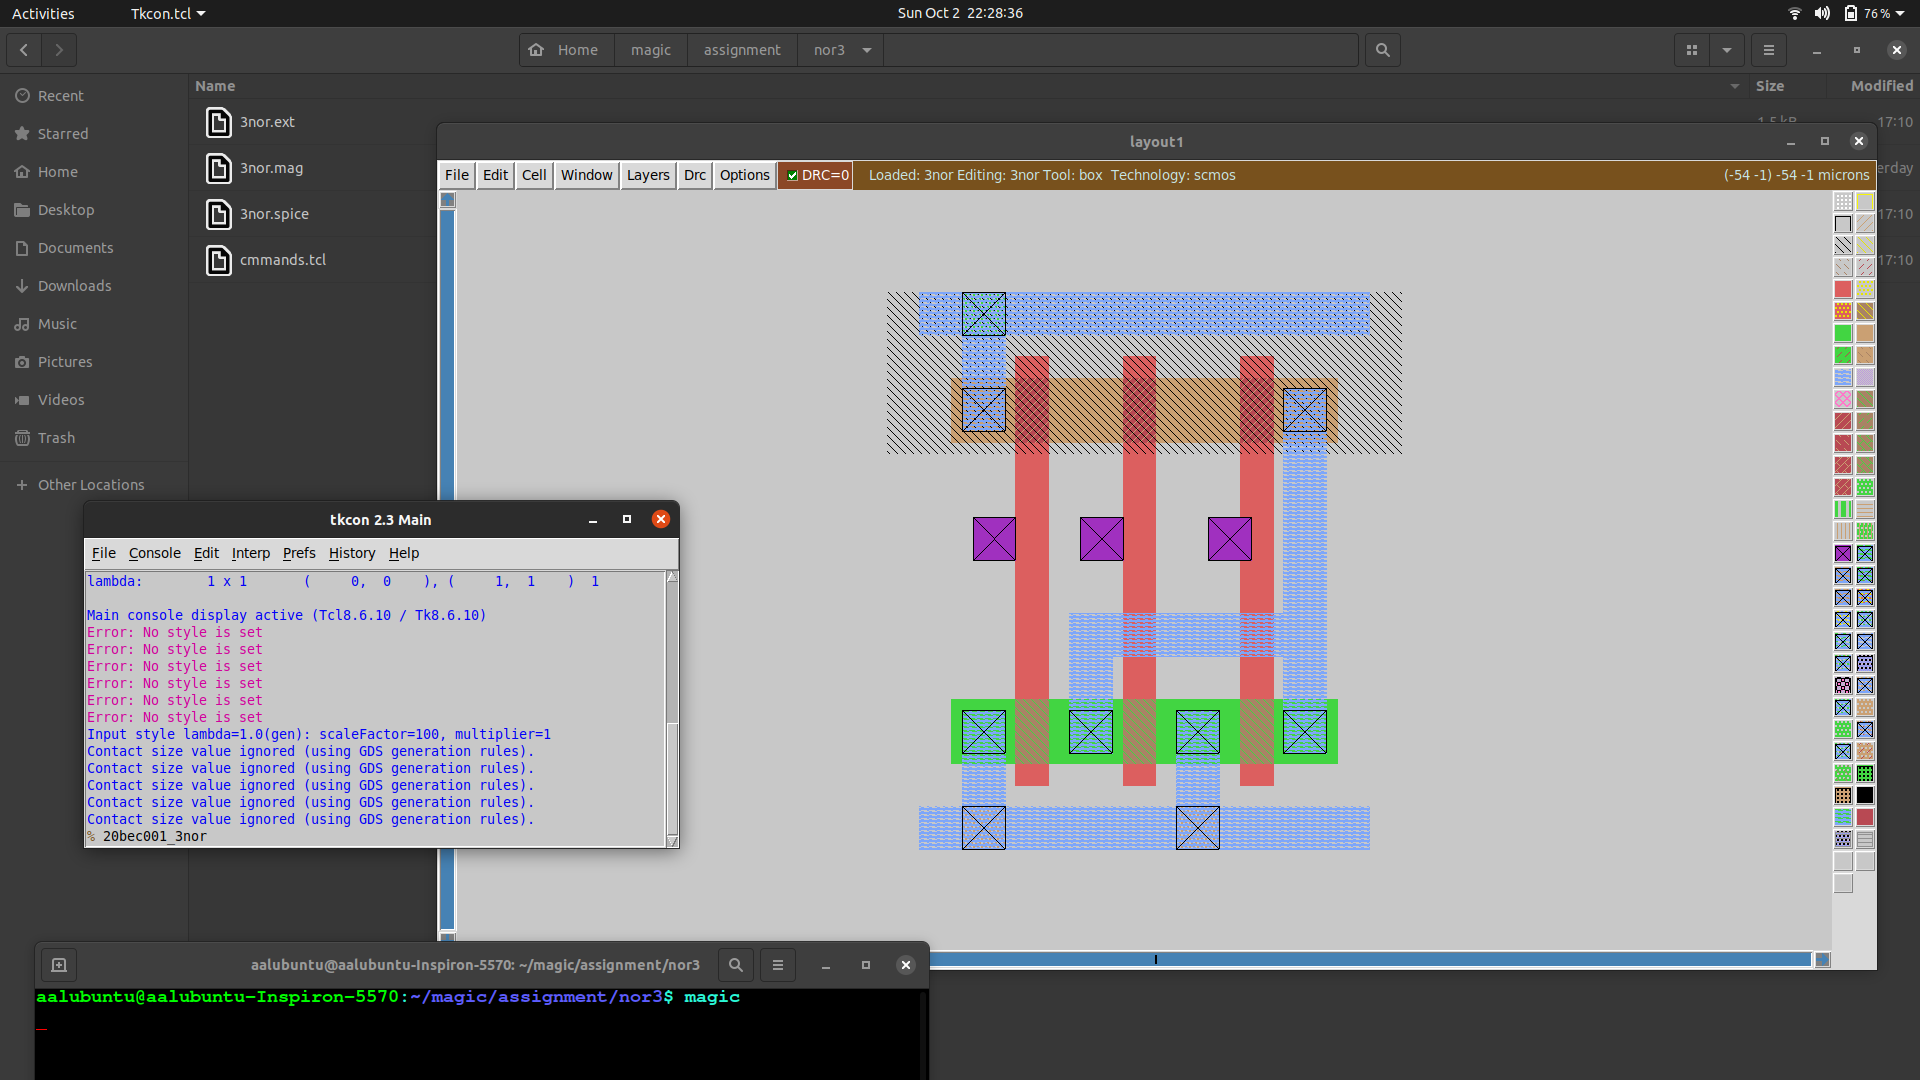 Activities
Tkcon.tcl
Sun Oct 2 22:28:36
76 %
Home
magic
assignment
nor3
Recent
Starred
Home
Desktop
Documents
Downloads
Music
Pictures
Videos
Trash
+ Other Locations
Name
Size
Modified
3nor.ext
1.5 kB
17:10
3nor.mag
erday
3nor.spice
17:10
cmmands.tcl
17:10
layout1
File Edit Cell Window Layers Drc Options DRC=0 Loaded: 3nor Editing: 3nor Tool: box Technology: scmos (-54 -1) -54 -1 microns
tkcon 2.3 Main
File Console Edit Interp Prefs History Help
lambda: 1 x 1 ( 0, 0 ), ( 1, 1 ) 1
Main console display active (Tcl8.6.10 / Tk8.6.10)
Error: No style is set
Error: No style is set
Error: No style is set
Error: No style is set
Error: No style is set
Error: No style is set
Input style lambda=1.0(gen): scaleFactor=100, multiplier=1
Contact size value ignored (using GDS generation rules).
Contact size value ignored (using GDS generation rules).
Contact size value ignored (using GDS generation rules).
Contact size value ignored (using GDS generation rules).
Contact size value ignored (using GDS generation rules).
% 20bec001_3nor
aalubuntu@aalubuntu-Inspiron-5570: ~/magic/assignment/nor3
aalubuntu@aalubuntu-Inspiron-5570:~/magic/assignment/nor3$ magic